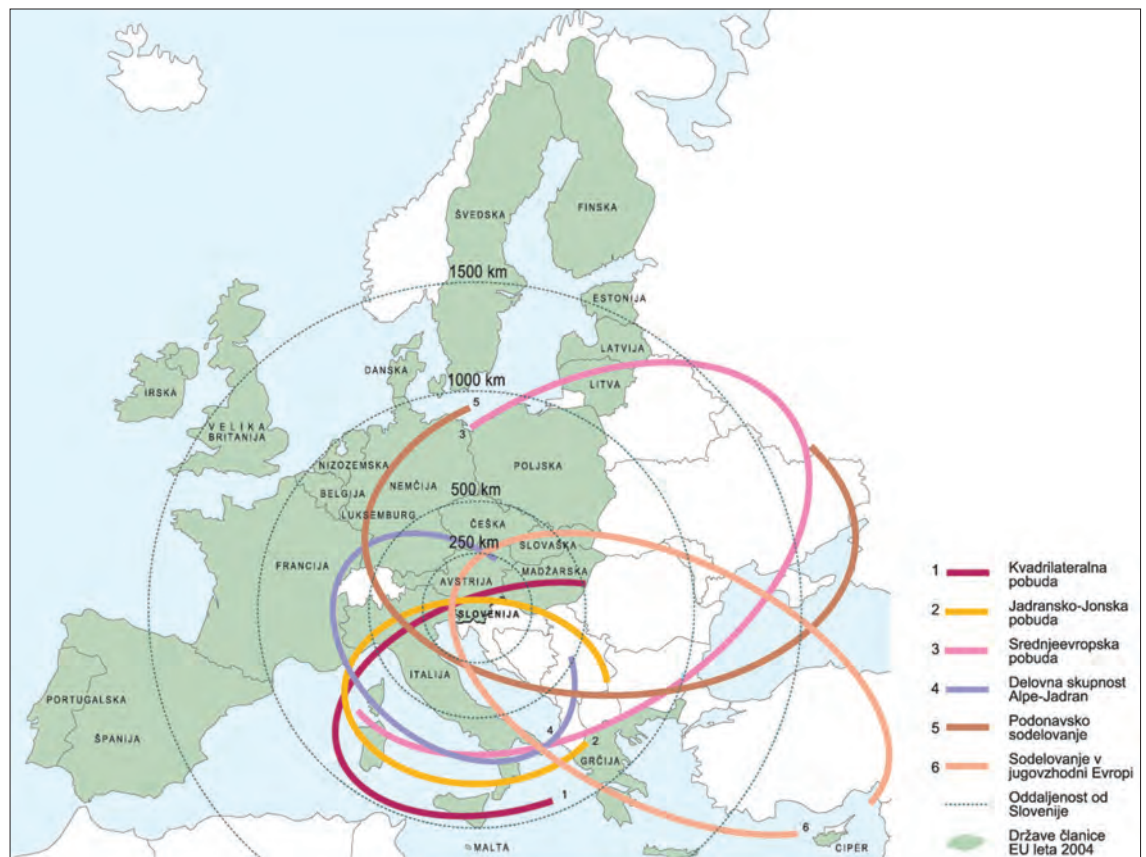 FINSKA
ŠVEDSKA
1500 km
ESTONIJA
LATVIJA
DANSKA
LITVA
1000 km
IRSKA
5
VELIKA
BRITANIJA
3
NIZOZEMSKA
POLJSKA
BELGIJA
NEMČIJA
500 km
LUKSEMBURG
ČEŠKA
250 km
SLOVAŠKA
FRANCIJA
MADŽARSKA
AVSTRIJA
SLOVENIJA
ITALIJA
PORTUGALSKA
ŠPANIJA
4
2
GRČIJA
1
6
MALTA
CIPER
1 Kvadrilateralna
pobuda
2 Jadransko-Jonska
pobuda
3 Srednjeevropska
pobuda
4 Delovna skupnost
Alpe-Jadran
5 Podonavsko
sodelovanje
6 Sodelovanje v
jugovzhodni Evropi
Oddaljenost od
Slovenije
Države članice
EU leta 2004